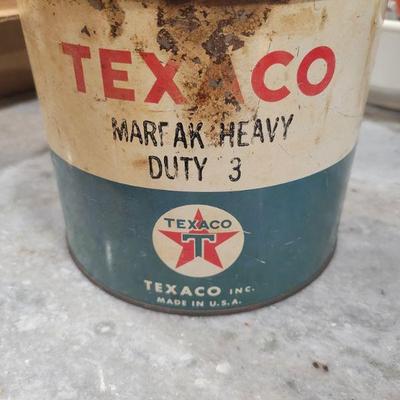 TEXACO
MARFAK HEAVY
DUTY 3
TEXACO
T
TEXACO INC.
MADE IN U.S.A.